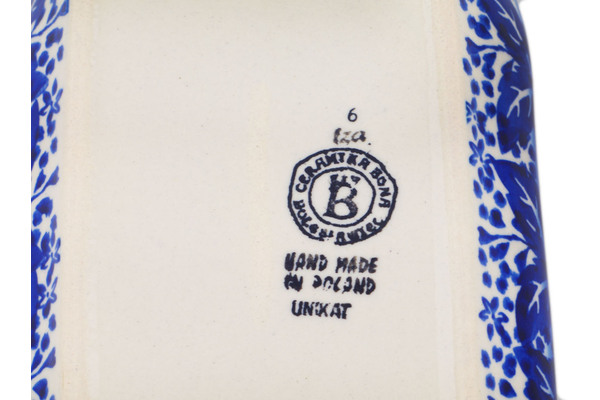 6
Iza
CERAMIKA BONA
B
BOLESŁAWIEC
HAND MADE
IN POLAND
UNIKAT